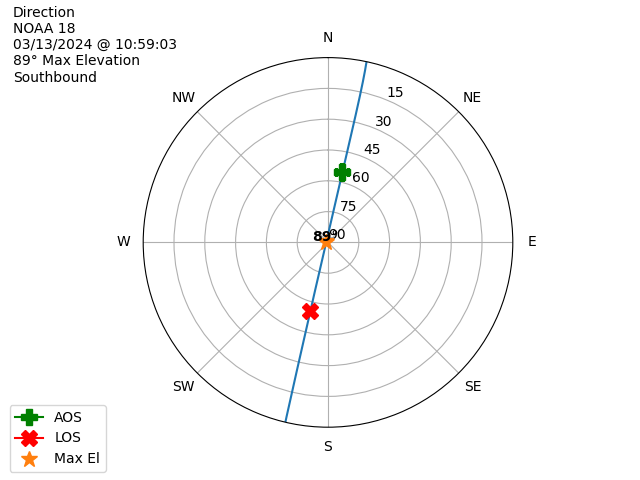 Direction
NOAA 18
03/13/2024 @ 10:59:03
89° Max Elevation
Southbound
N
NW
NE
15
30
45
60
75
90
89°
W
E
SW
SE
S
AOS
LOS
Max El